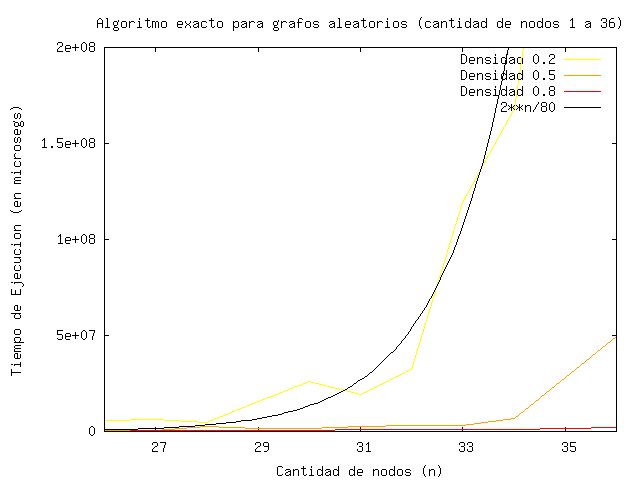 Algoritmo exacto para grafos aleatorios (cantidad de nodos 1 a 36)
2e+08
1.5e+08
1e+08
5e+07
0
Tiempo de Ejecucion (en microsegs)
Densidad 0.2
Densidad 0.5
Densidad 0.8
2**n/80
27 29 31 33 35
Cantidad de nodos (n)